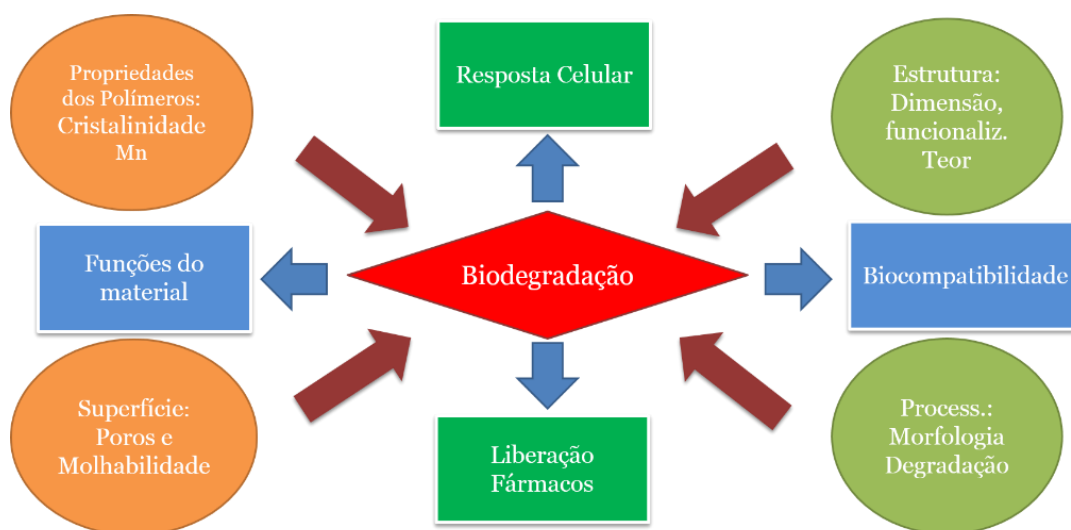 Propriedades
dos Polímeros:
Cristalinidade
Mn
Resposta Celular
Estrutura:
Dimensão,
funcionaliz.
Teor
Funções do
material
Biodegradação
Biocompatibilidade
Superfície:
Poros e
Molhabilidade
Liberação
Fármacos
Process.:
Morfologia
Degradação